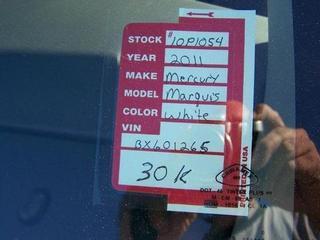 STOCK #10P1054
YEAR 2011
MAKE Mercury
MODEL Marquis
COLOR White
VIN
BX601265
30K